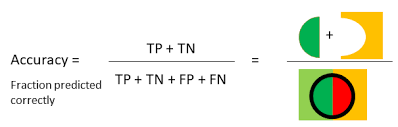 TP + TN
Accuracy = ―――――――― =
TP + TN + FP + FN
Fraction predicted
correctly
+